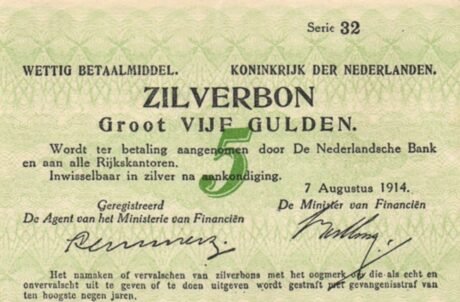 Serie 32
WETTIG BETAALMIDDEL. KONINKRIJK DER NEDERLANDEN.
ZILVERBON
Groot VIJF GULDEN.
5
Wordt ter betaling aangenomen door De Nederlandsche Bank
en aan alle Rijkskantoren.
Inwisselbaar in zilver na aankondiging.
7 Augustus 1914.
Geregistreerd De Minister van Financiën
De Agent van het Ministerie van Financiën
Het namaken of vervalschen van zilverbons met het oogmerk om die als echt en
onvervalscht uit te geven of te doen uitgeven wordt gestraft met gevangenisstraf van
ten hoogste negen jaren.